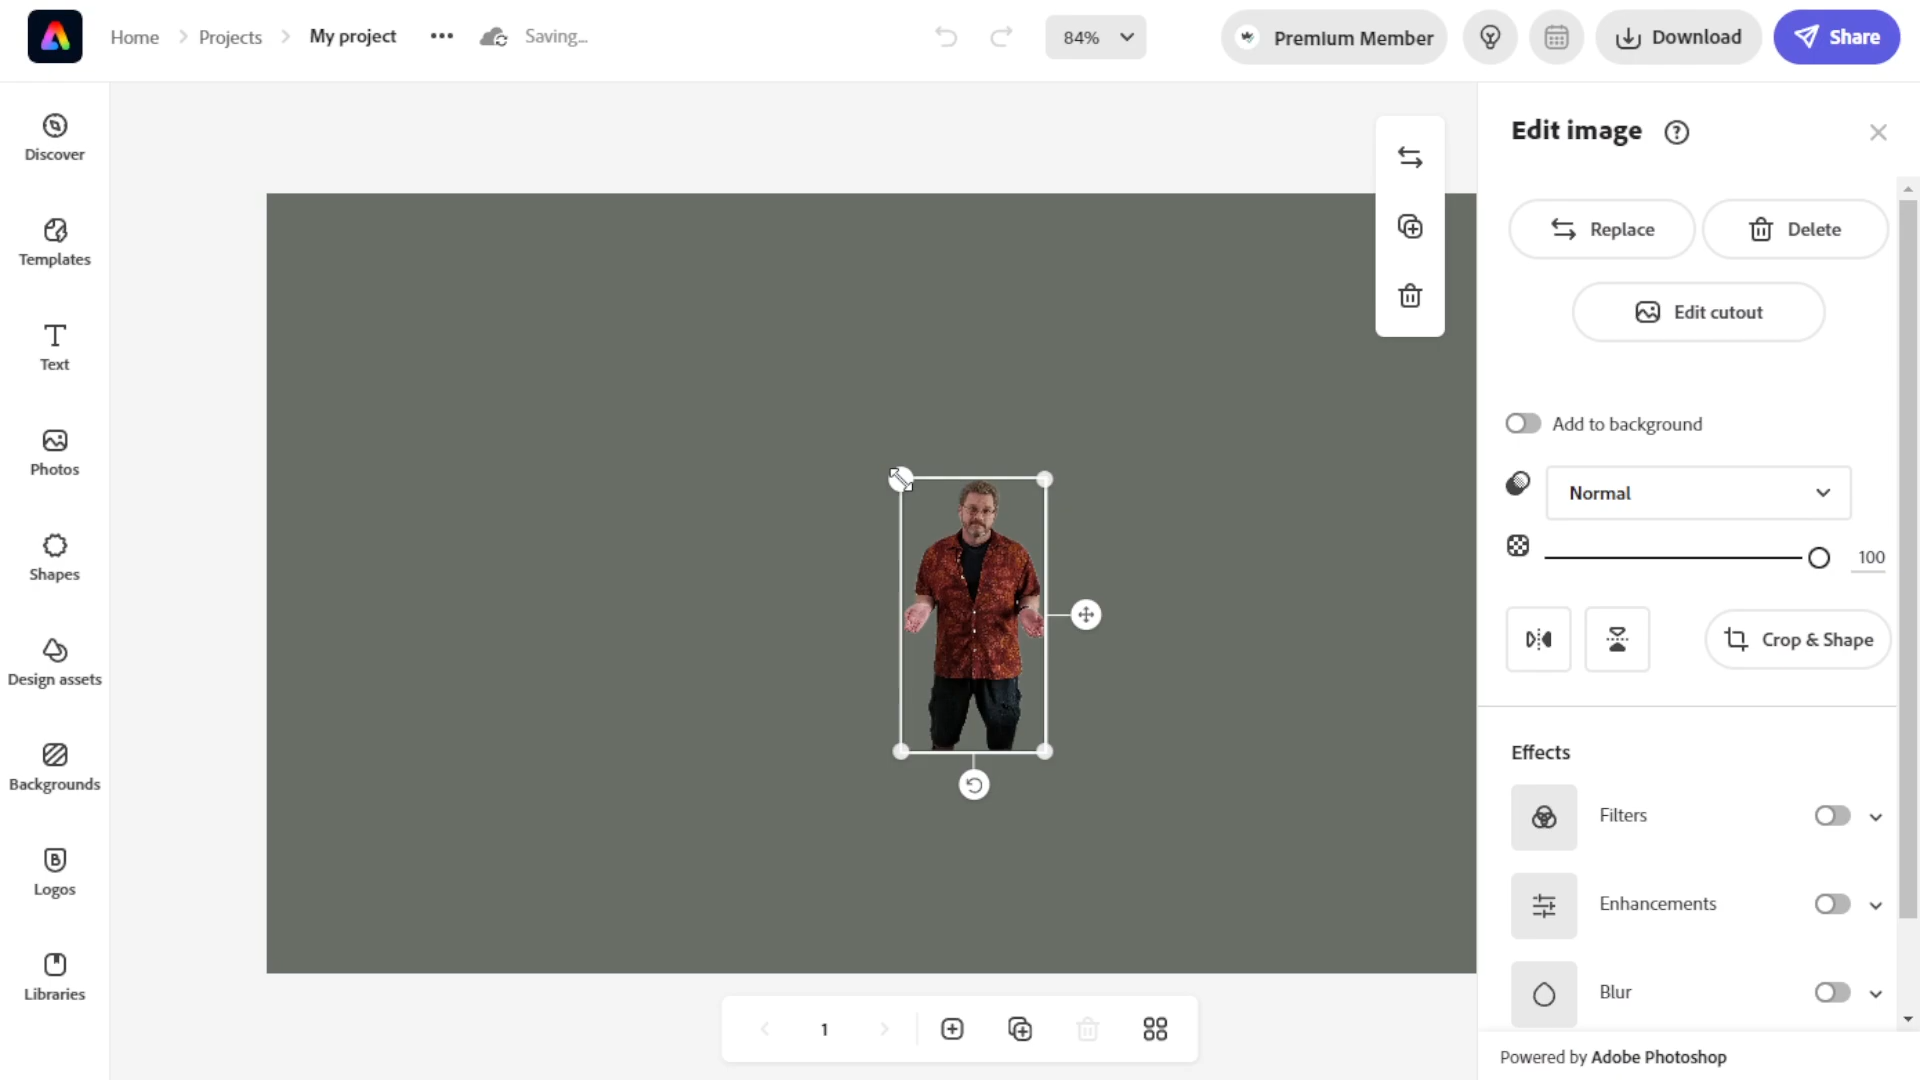 Home
Projects
My project
Saving...
84%
Premium Member
Download
Share
Discover
Templates
Text
Photos
Shapes
Design assets
Backgrounds
Logos
Libraries
Edit image
Replace
Delete
Edit cutout
Add to background
Normal
100
Crop & Shape
Effects
Filters
Enhancements
Blur
Powered by Adobe Photoshop
1